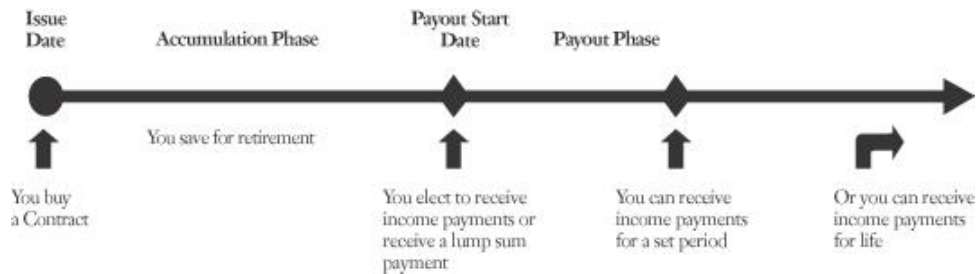 Issue
Date
Accumulation Phase
Payout Start
Date
Payout Phase
You save for retirement
You buy
a Contract
You elect to receive
income payments or
receive a lump sum
payment
You can receive
income payments
for a set period
Or you can receive
income payments
for life